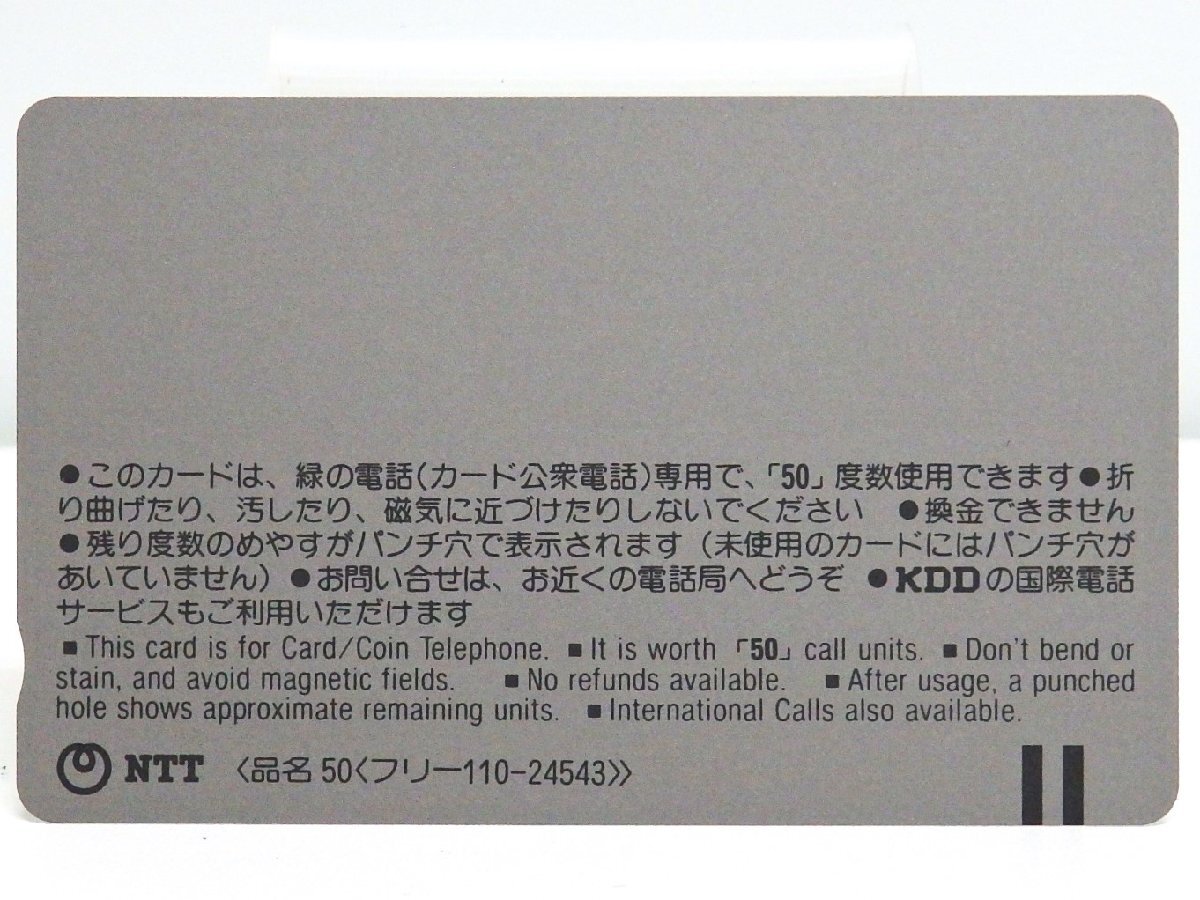 ●このカードは、緑の電話(カード公衆電話)専用で、「50」度数使用できます●折
り曲げたり、汚したり、磁気に近づけたりしないでください ●換金できません
●残り度数のめやすがパンチ穴で表示されます(未使用のカードにはパンチ穴が
あいていません)●お問い合せは、お近くの電話局へどうぞ ●KDDの国際電話
サービスもご利用いただけます
■This card is for Card/Coin Telephone. ■It is worth 「50」 call units. ■Don't bend or
stain, and avoid magnetic fields. ■No refunds available. ■After usage, a punched
hole shows approximate remaining units. ■International Calls also available.
NTT 〈品名 50〈フリー110-24543〉〉